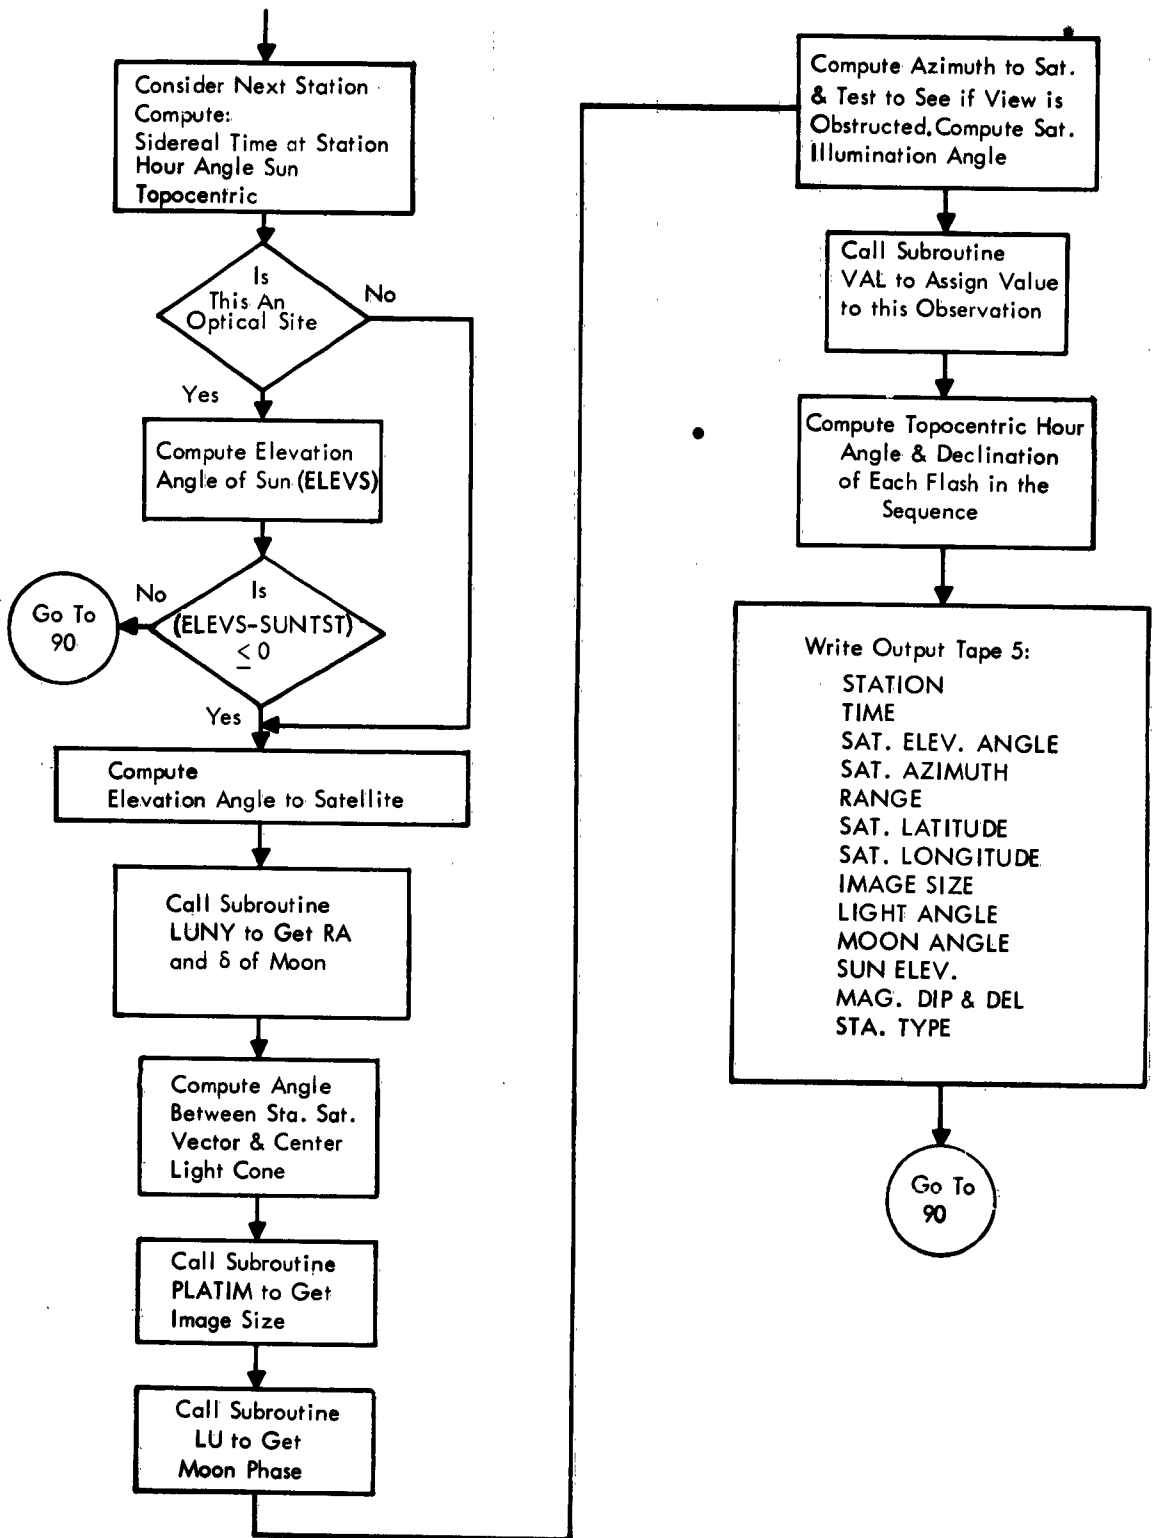 Consider Next Station
Compute:
Sidereal Time at Station
Hour Angle Sun
Topocentric
Is
This An
Optical Site
No
Yes
Compute Elevation
Angle of Sun (ELEVS)
Is
(ELEVS-SUNTST)
≤ 0
No
Go To
90
Yes
Compute
Elevation Angle to Satellite
Call Subroutine
LUNY to Get RA
and δ of Moon
Compute Angle
Between Sta. Sat.
Vector & Center
Light Cone
Call Subroutine
PLATIM to Get
Image Size
Call Subroutine
LU to Get
Moon Phase
Compute Azimuth to Sat.
& Test to See if View is
Obstructed. Compute Sat.
Illumination Angle
Call Subroutine
VAL to Assign Value
to this Observation
Compute Topocentric Hour
Angle & Declination
of Each Flash in the
Sequence
Write Output Tape 5:
STATION
TIME
SAT. ELEV. ANGLE
SAT. AZIMUTH
RANGE
SAT. LATITUDE
SAT. LONGITUDE
IMAGE SIZE
LIGHT ANGLE
MOON ANGLE
SUN ELEV.
MAG. DIP & DEL
STA. TYPE
Go To
90